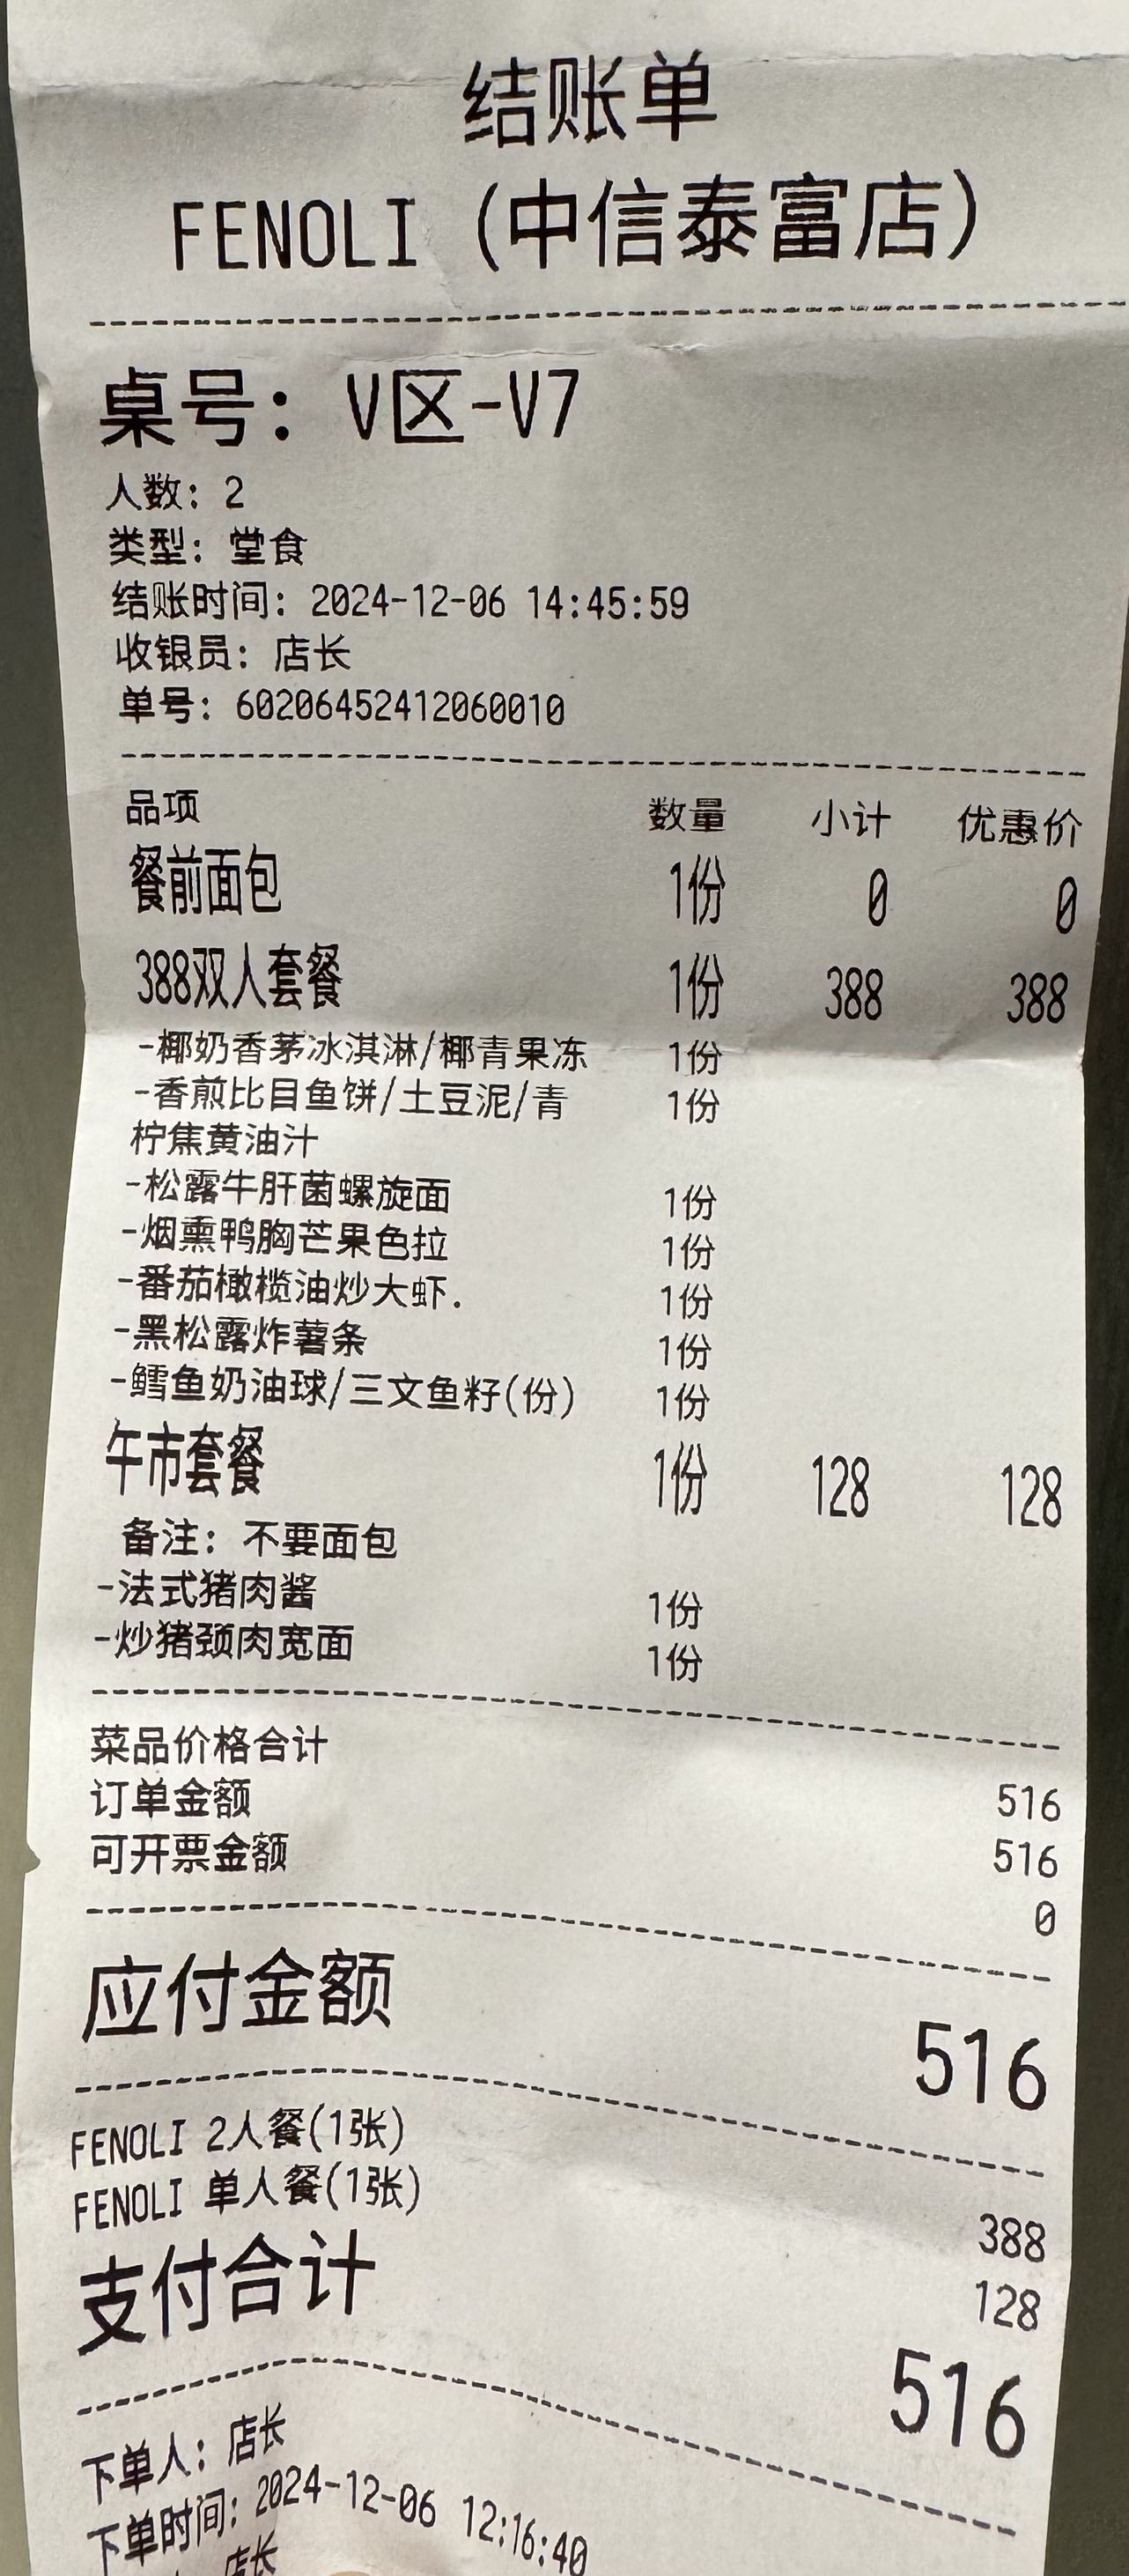 结账单
FENOLI (中信泰富店)
桌号: V区-V7
人数: 2
类型: 堂食
结账时间: 2024-12-06 14:45:59
收银员: 店长
单号: 60206452412060010
品项 数量 小计 优惠价
餐前面包 1份 0 0
388双人套餐 1份 388 388
-椰奶香茅冰淇淋/椰青果冻 1份
-香煎比目鱼饼/土豆泥/青 1份
柠焦黄油汁
-松露牛肝菌螺旋面 1份
-烟熏鸭胸芒果色拉 1份
-番茄橄榄油炒大虾. 1份
-黑松露炸薯条 1份
-鳕鱼奶油球/三文鱼籽(份) 1份
午市套餐 1份 128 128
备注: 不要面包
-法式猪肉酱 1份
-炒猪颈肉宽面 1份
菜品价格合计 516
订单金额 516
可开票金额 0
应付金额 516
FENOLI 2人餐(1张) 388
FENOLI 单人餐(1张) 128
支付合计 516
下单人: 店长
下单时间: 2024-12-06 12:16:40
店长